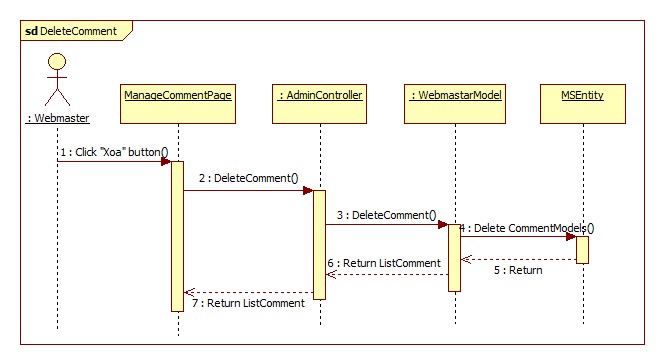 sd DeleteComment
: Webmaster
ManageCommentPage
: AdminController
: WebmastarModel
MSEntity
1 : Click "Xoa" button()
2 : DeleteComment()
3 : DeleteComment()
4 : Delete CommentModels()
5 : Return
6 : Return ListComment
7 : Return ListComment